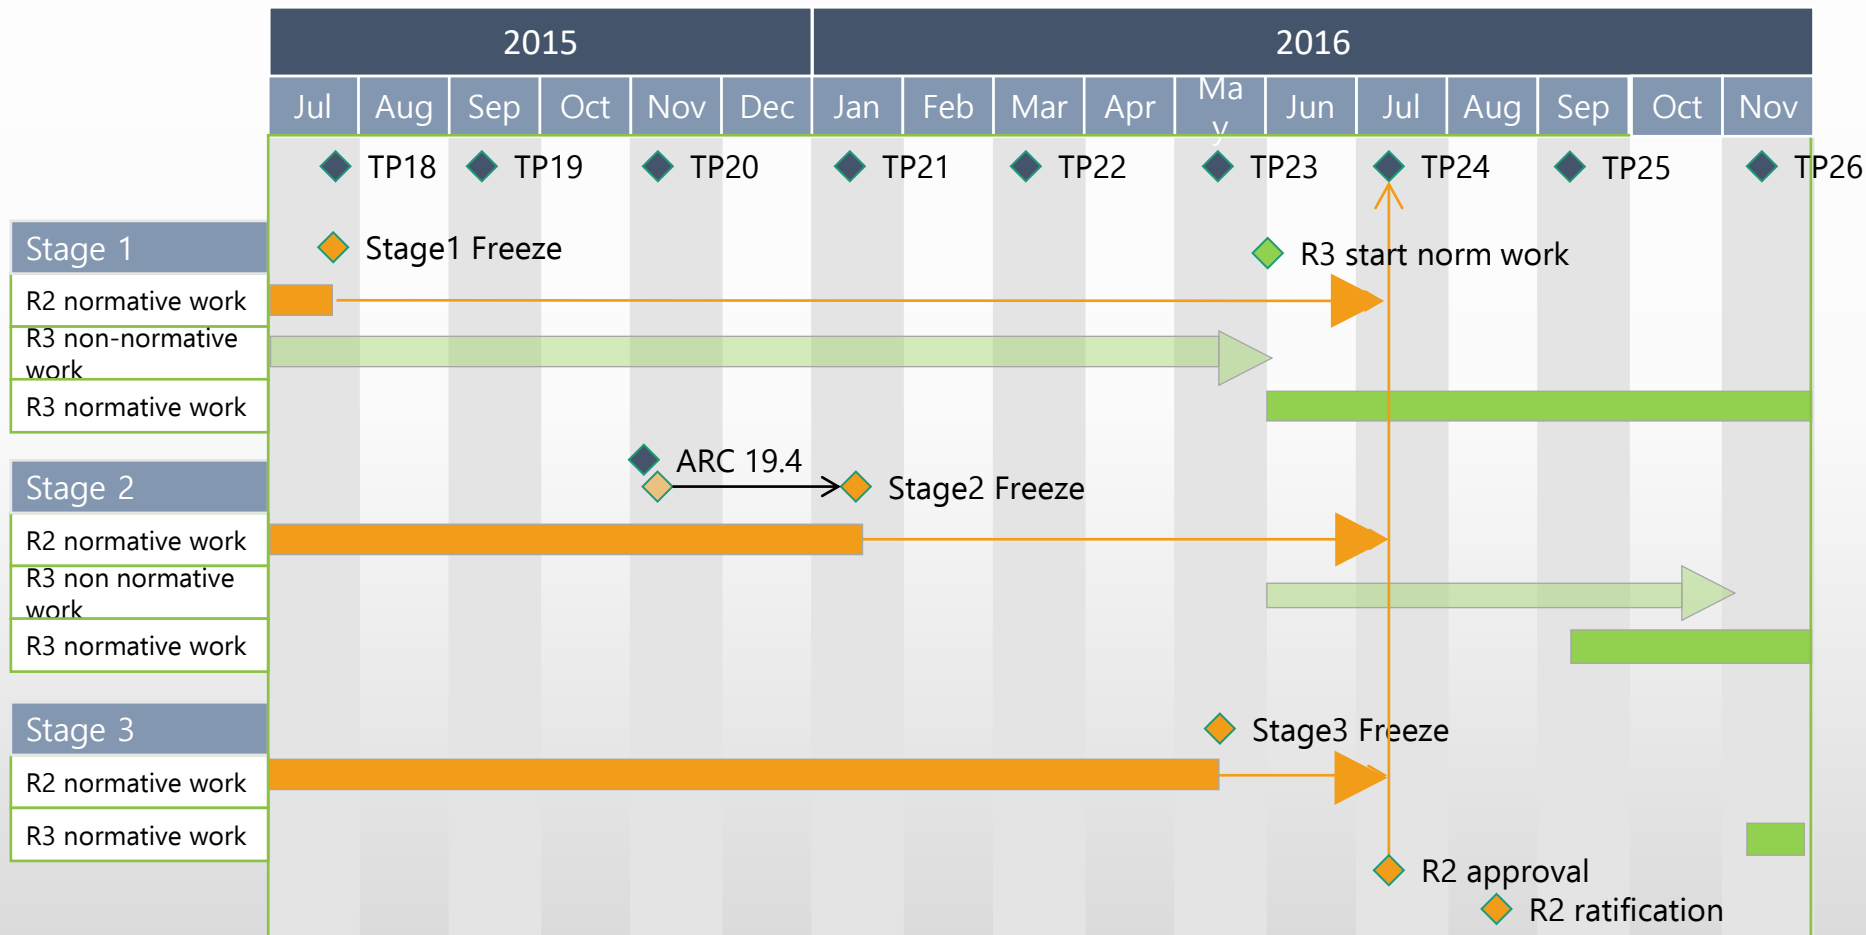 2015
2016
Jul
Aug
Sep
Oct
Nov
Dec
Jan
Feb
Mar
Apr
Ma
y
Jun
Jul
Aug
Sep
Oct
Nov
TP18
TP19
TP20
TP21
TP22
TP23
TP24
TP25
TP26
Stage 1
Stage1 Freeze
R3 start norm work
R2 normative work
R3 non-normative
work
R3 normative work
ARC 19.4
Stage 2
Stage2 Freeze
R2 normative work
R3 non normative
work
R3 normative work
Stage 3
Stage3 Freeze
R2 normative work
R3 normative work
R2 approval
R2 ratification